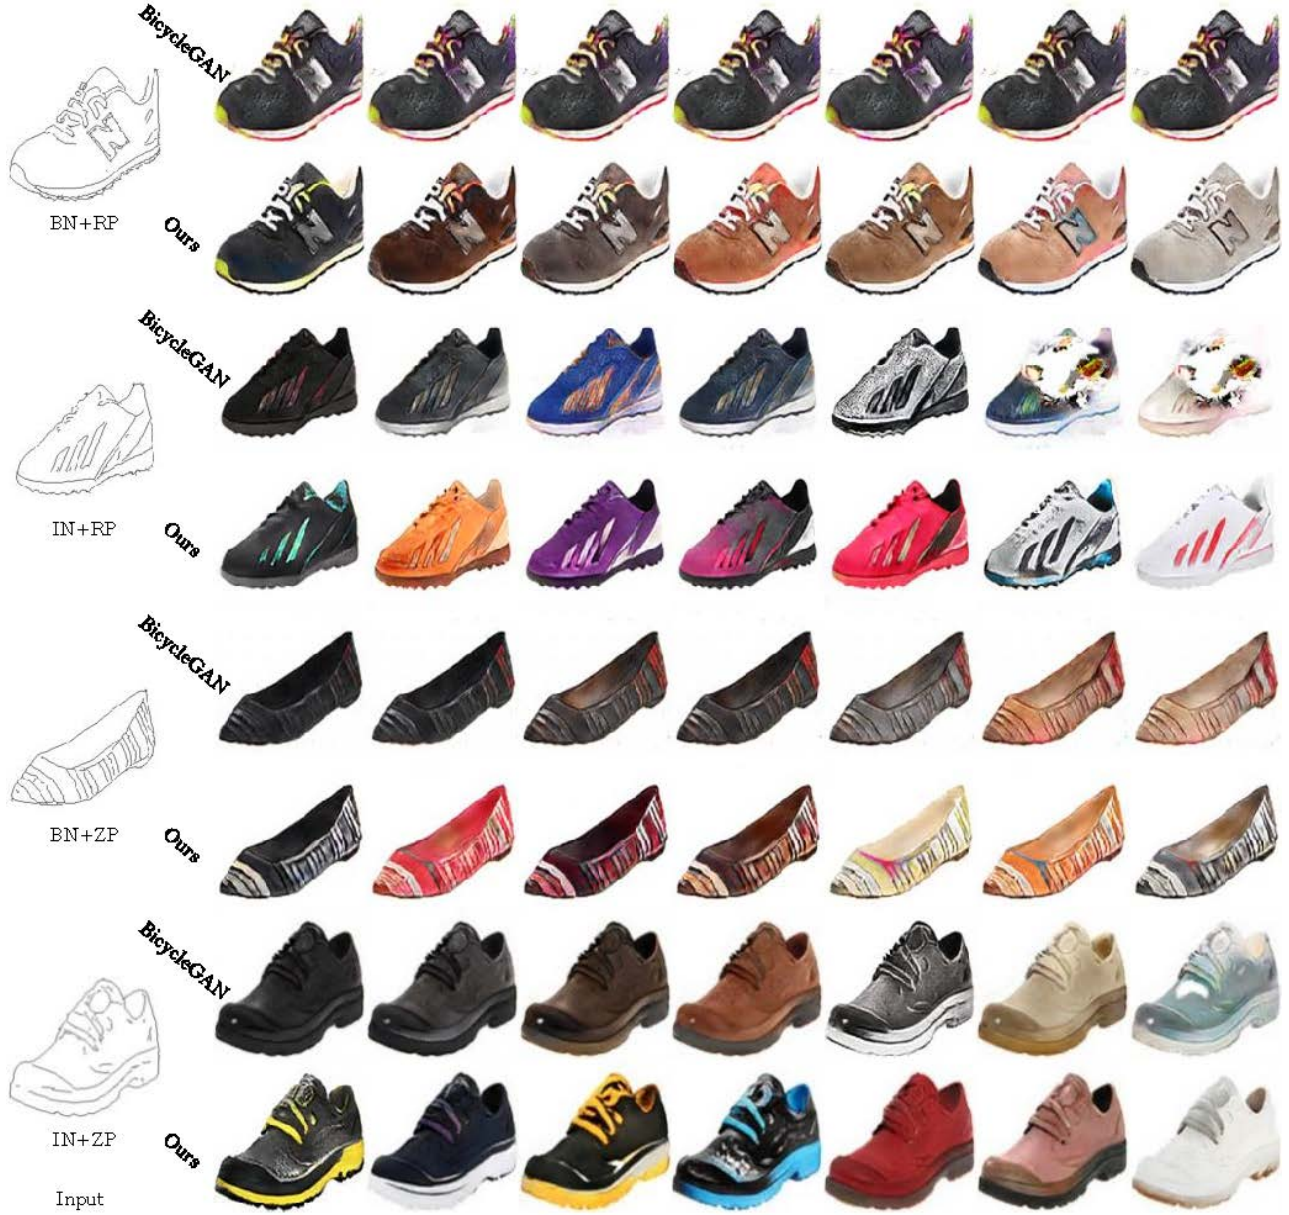 BicycleGAN
BN+RP
Ours
BicycleGAN
IN+RP
Ours
BicycleGAN
BN+ZP
Ours
BicycleGAN
IN+ZP
Ours
Input